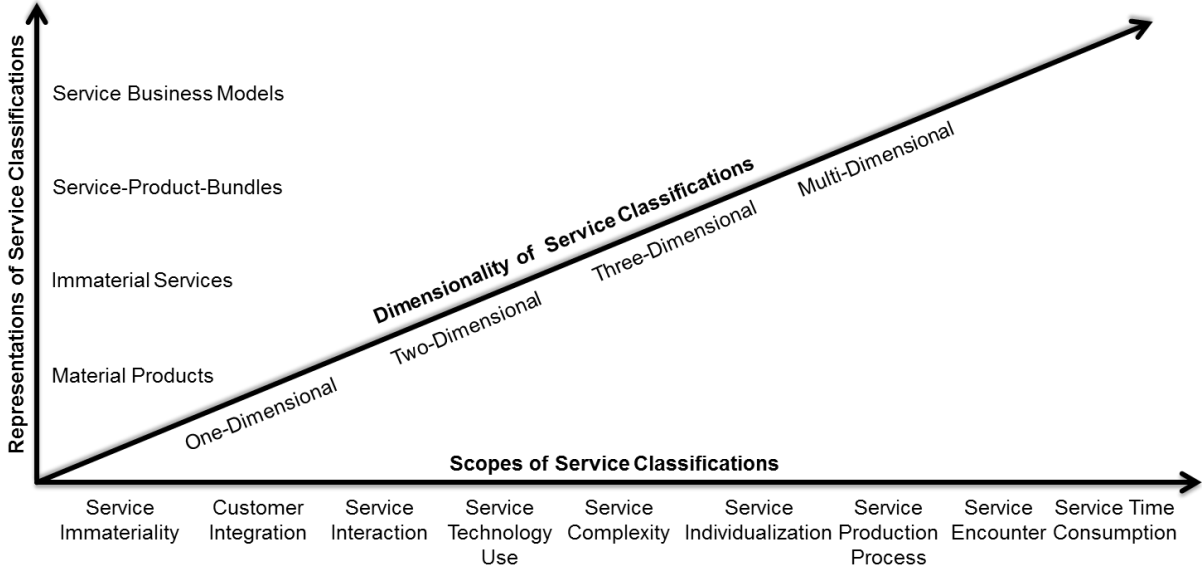 Representations of Service Classifications
Service Business Models
Service-Product-Bundles
Immaterial Services
Material Products
Dimensionality of Service Classifications
One-Dimensional
Two-Dimensional
Three-Dimensional
Multi-Dimensional
Scopes of Service Classifications
Service
Immateriality
Customer
Integration
Service
Interaction
Service
Technology
Use
Service
Complexity
Service
Individualization
Service
Production
Process
Service
Encounter
Service Time
Consumption